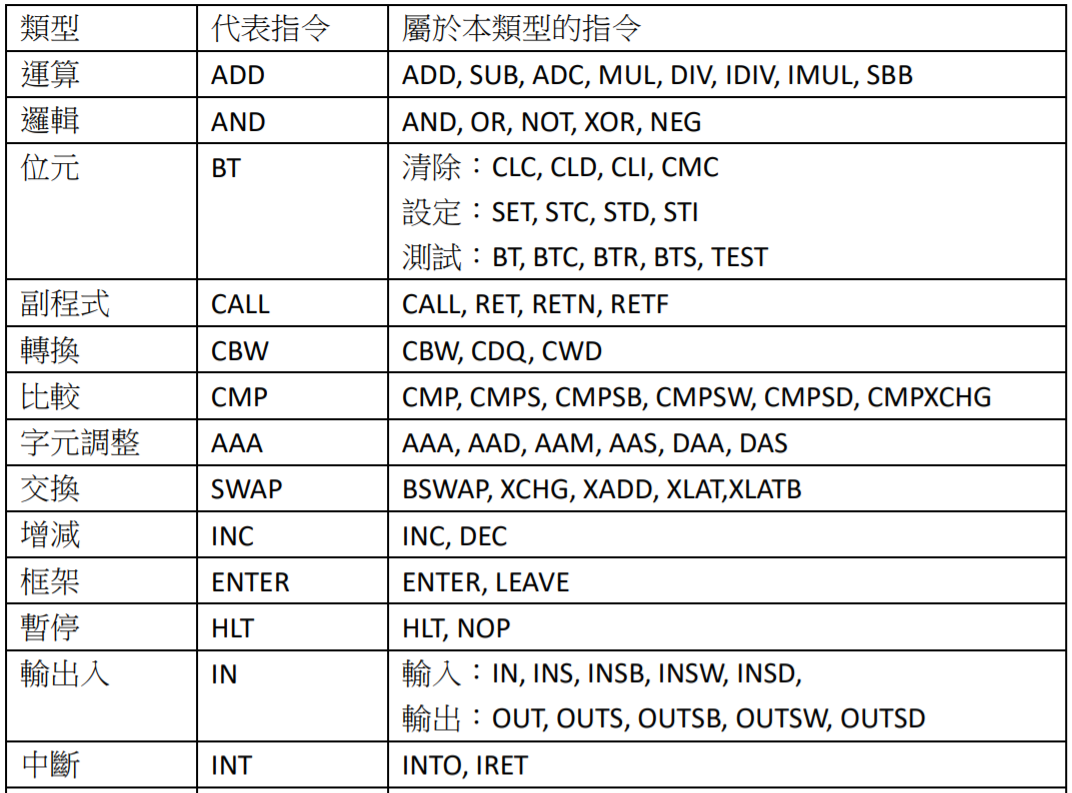 類型 代表指令 屬於本類型的指令
運算 ADD ADD, SUB, ADC, MUL, DIV, IDIV, IMUL, SBB
邏輯 AND AND, OR, NOT, XOR, NEG
位元 BT 清除：CLC, CLD, CLI, CMC
設定：SET, STC, STD, STI
測試：BT, BTC, BTR, BTS, TEST
副程式 CALL CALL, RET, RETN, RETF
轉換 CBW CBW, CDQ, CWD
比較 CMP CMP, CMPS, CMPSB, CMPSW, CMPSD, CMPXCHG
字元調整 AAA AAA, AAD, AAM, AAS, DAA, DAS
交換 SWAP BSWAP, XCHG, XADD, XLAT,XLATB
增減 INC INC, DEC
框架 ENTER ENTER, LEAVE
暫停 HLT HLT, NOP
輸出入 IN 輸入：IN, INS, INSB, INSW, INSD,
輸出：OUT, OUTS, OUTSB, OUTSW, OUTSD
中斷 INT INTO, IRET